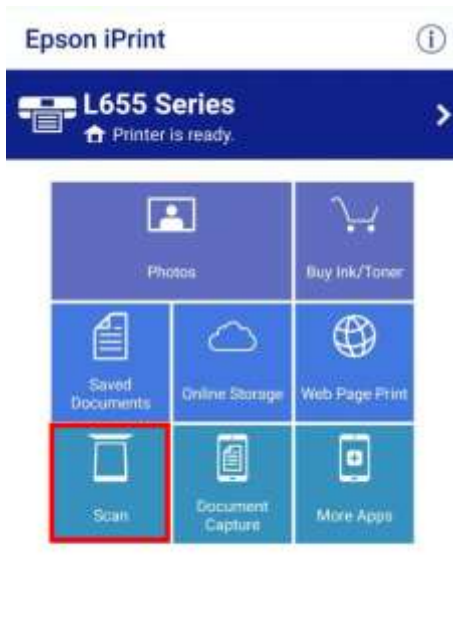 Epson iPrint
L655 Series
Printer is ready.
Photos
Buy Ink/Toner
Saved
Documents
Online Storage
Web Page Print
Scan
Document
Capture
More Apps